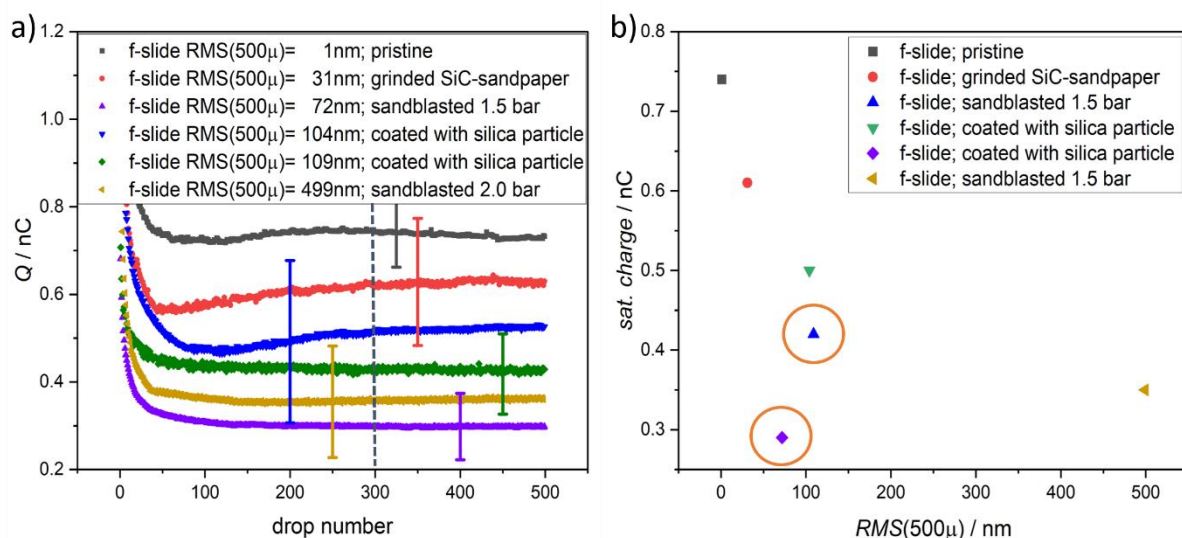 a)
1.2
1.0
0.8
0.6
0.4
0.2
Q / nC
f-slide RMS(500μ)= 1nm; pristine
f-slide RMS(500μ)= 31nm; grinded SiC-sandpaper
f-slide RMS(500μ)= 72nm; sandblasted 1.5 bar
f-slide RMS(500μ)= 104nm; coated with silica particle
f-slide RMS(500μ)= 109nm; coated with silica particle
f-slide RMS(500μ)= 499nm; sandblasted 2.0 bar
0 100 200 300 400 500
drop number
b)
0.8
0.7
0.6
0.5
0.4
0.3
sat. charge / nC
f-slide; pristine
f-slide; grinded SiC-sandpaper
f-slide; sandblasted 1.5 bar
f-slide; coated with silica particle
f-slide; coated with silica particle
f-slide; sandblasted 1.5 bar
0 100 200 300 400 500
RMS(500μ) / nm